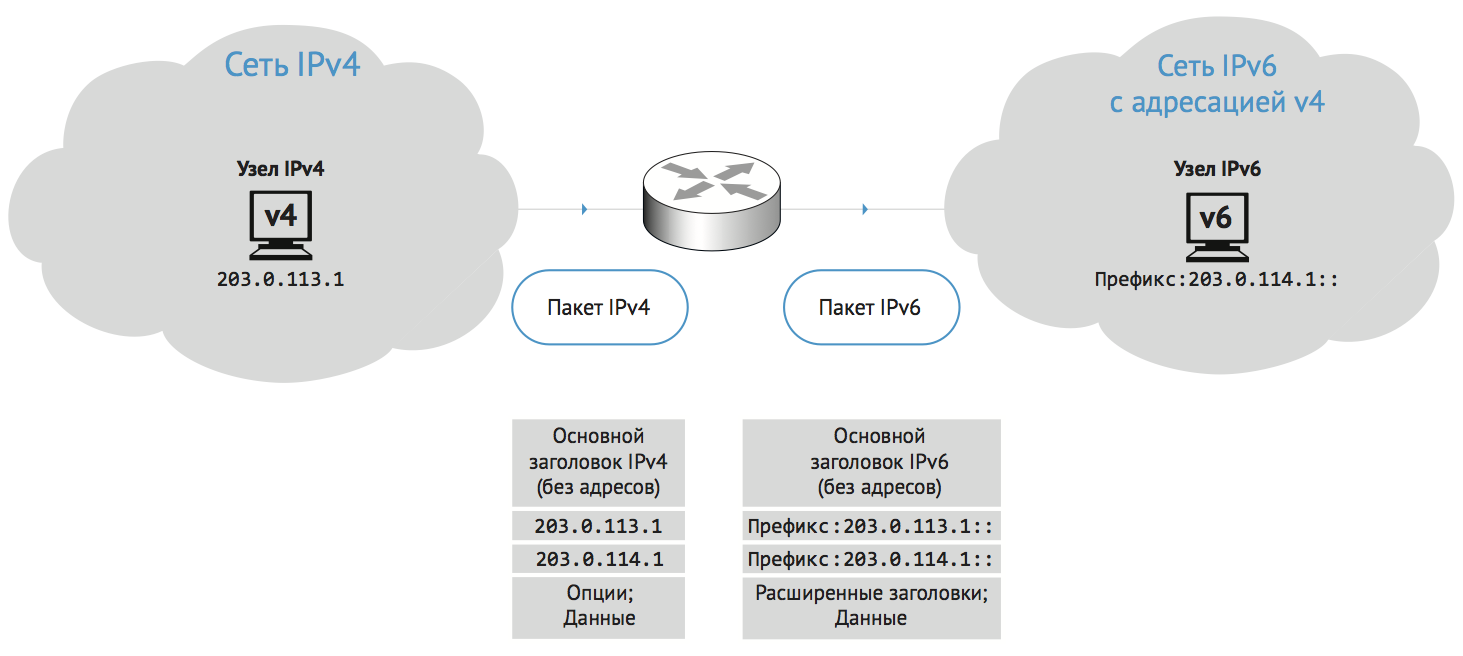 Сеть IPv4
Узел IPv4
v4
203.0.113.1
Сеть IPv6
с адресацией v4
Узел IPv6
v6
Префикс:203.0.114.1::
Пакет IPv4
Пакет IPv6
Основной
заголовок IPv4
(без адресов)
203.0.113.1
203.0.114.1
Опции;
Данные
Основной
заголовок IPv6
(без адресов)
Префикс:203.0.113.1::
Префикс:203.0.114.1::
Расширенные заголовки;
Данные